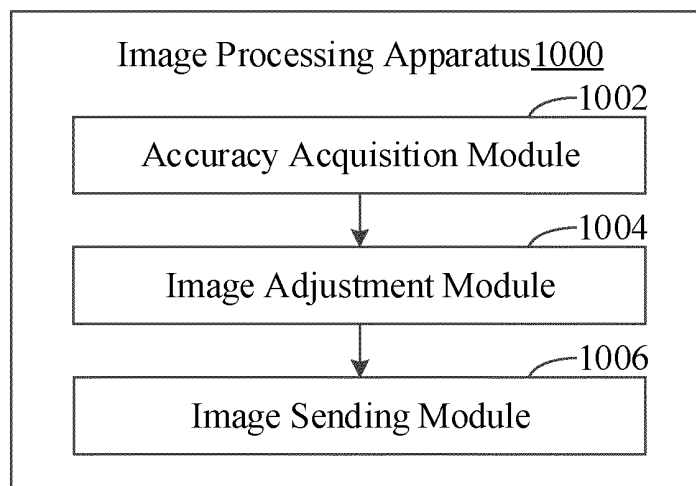 Image Processing Apparatus1000
1002
Accuracy Acquisition Module
1004
Image Adjustment Module
1006
Image Sending Module